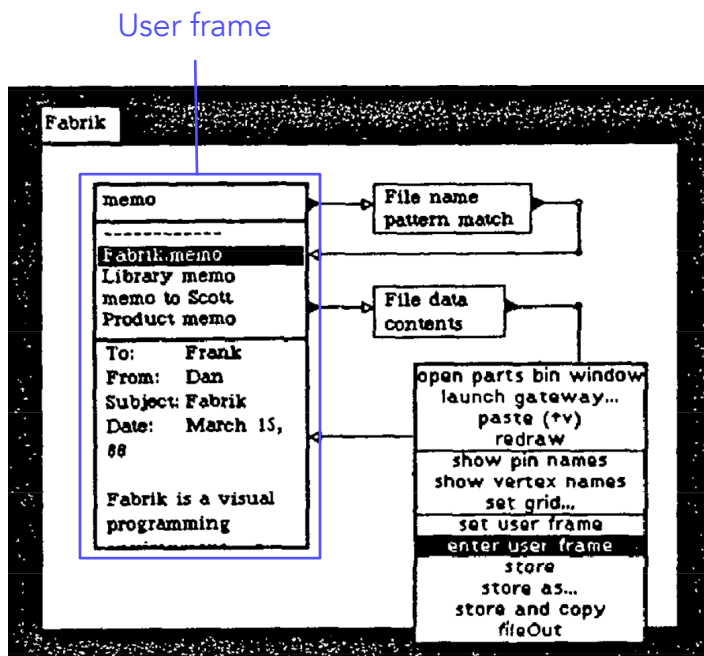 User frame
Fabrik
memo
-------------
Fabrik memo
Library memo
memo to Scott
Product memo
To: Frank
From: Dan
Subject: Fabrik
Date: March 15,
88
Fabrik is a visual
programming
File name
pattern match
File data
contents
open parts bin window
launch gateway...
paste (↑v)
redraw
show pin names
show vertex names
set grid...
set user frame
enter user frame
store
store as...
store and copy
fileOut